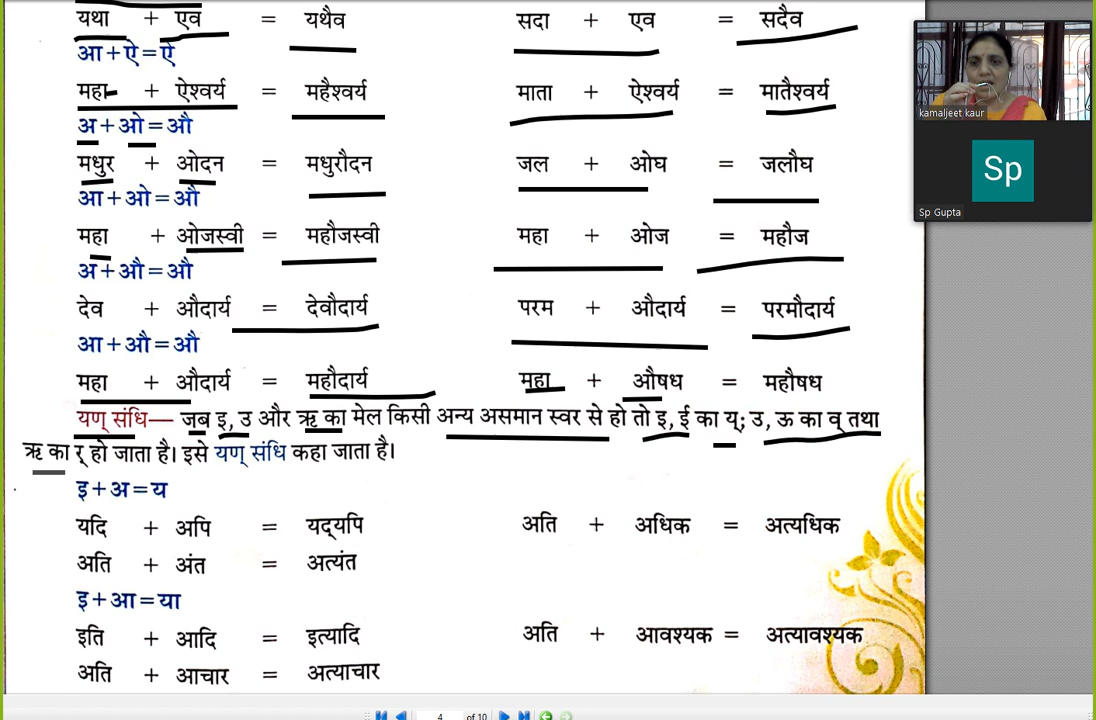 यथा + एव = यथैव सदा + एव = सदैव
आ + ऐ = ऐ
महा + ऐश्वर्य = महैश्वर्य माता + ऐश्वर्य = मातैश्वर्य
अ + ओ = औ
मधुर + ओदन = मधुरौदन जल + ओघ = जलौघ
आ + ओ = औ
महा + ओजस्वी = महौजस्वी महा + ओज = महौज
अ + औ = औ
देव + औदार्य = देवौदार्य परम + औदार्य = परमौदार्य
आ + औ = औ
महा + औदार्य = महौदार्य महा + औषध = महौषध
यण् संधि— जब इ, उ और ऋ का मेल किसी अन्य असमान स्वर से हो तो इ, ई का य्; उ, ऊ का व् तथा
ऋ का र् हो जाता है। इसे यण् संधि कहा जाता है।
इ + अ = य
यदि + अपि = यद्यपि अति + अधिक = अत्यधिक
अति + अंत = अत्यंत
इ + आ = या
इति + आदि = इत्यादि अति + आवश्यक = अत्यावश्यक
अति + आचार = अत्याचार
kamaljeet kaur
Sp
Sp Gupta
4 of 10